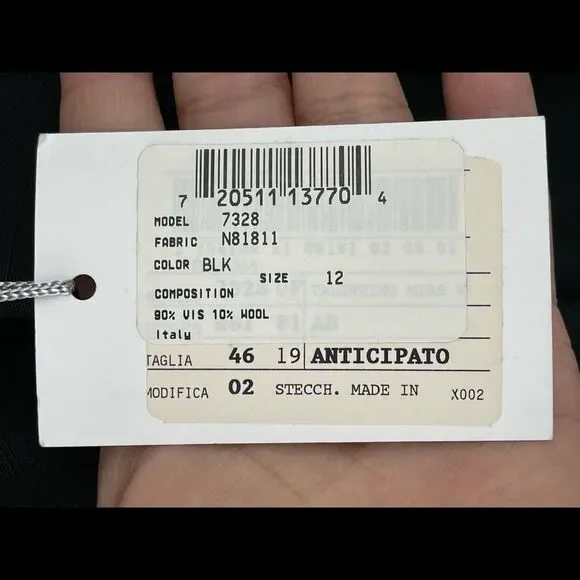 7 20511 13770 4
MODEL 7328
FABRIC N81811
COLOR BLK SIZE 12
COMPOSITION
90% VIS 10% WOOL
Italy
TAGLIA 46 19 ANTICIPATO
MODIFICA 02 STECCH. MADE IN X002